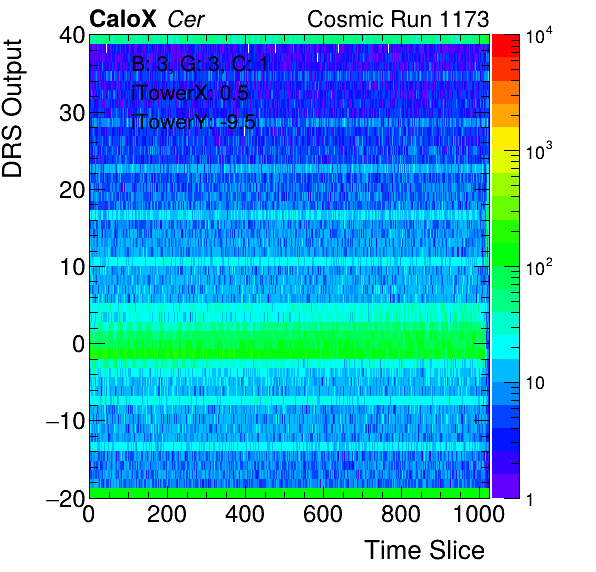 CaloX Cer Cosmic Run 1173
B: 3, G: 3, C: 1
iTowerX: 0.5
iTowerY: -9.5
DRS Output
40
30
20
10
0
−10
−20
0 200 400 600 800 1000
Time Slice
10^4
10^3
10^2
10
1